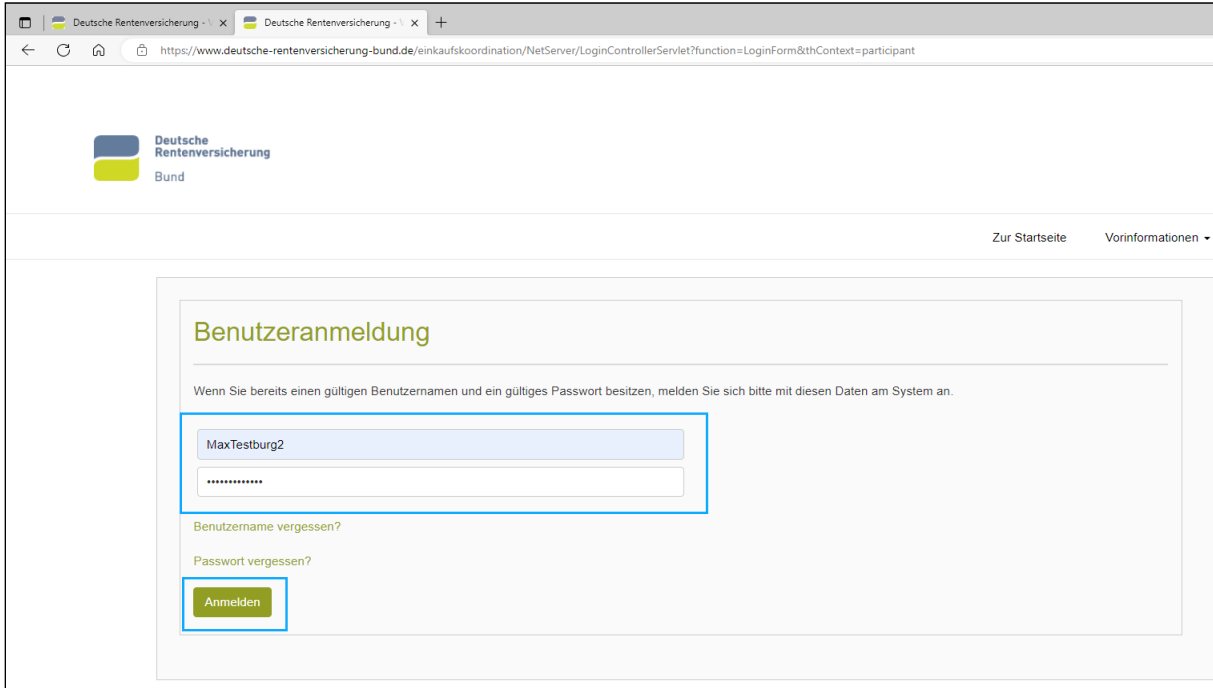 Deutsche Rentenversicherung - V
Deutsche Rentenversicherung - V
https://www.deutsche-rentenversicherung-bund.de/einkaufskoordination/NetServer/LoginControllerServlet?function=LoginForm&thContext=participant
Deutsche
Rentenversicherung
Bund
Zur Startseite Vorinformationen
Benutzeranmeldung
Wenn Sie bereits einen gültigen Benutzernamen und ein gültiges Passwort besitzen, melden Sie sich bitte mit diesen Daten am System an.
MaxTestburg2
•••••••••••••
Benutzername vergessen?
Passwort vergessen?
Anmelden